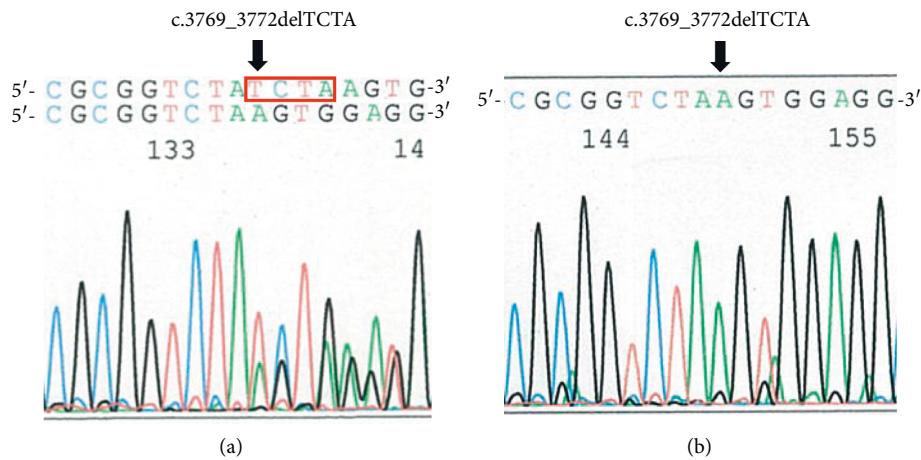 c.3769_3772delTCTA
5′- C G C G G T C T A T C T A A G T G -3′
5′- C G C G G T C T A A G T G G A G G -3′
133 14
(a)
c.3769_3772delTCTA
5′- C G C G G T C T A A G T G G A G G -3′
144 155
(b)